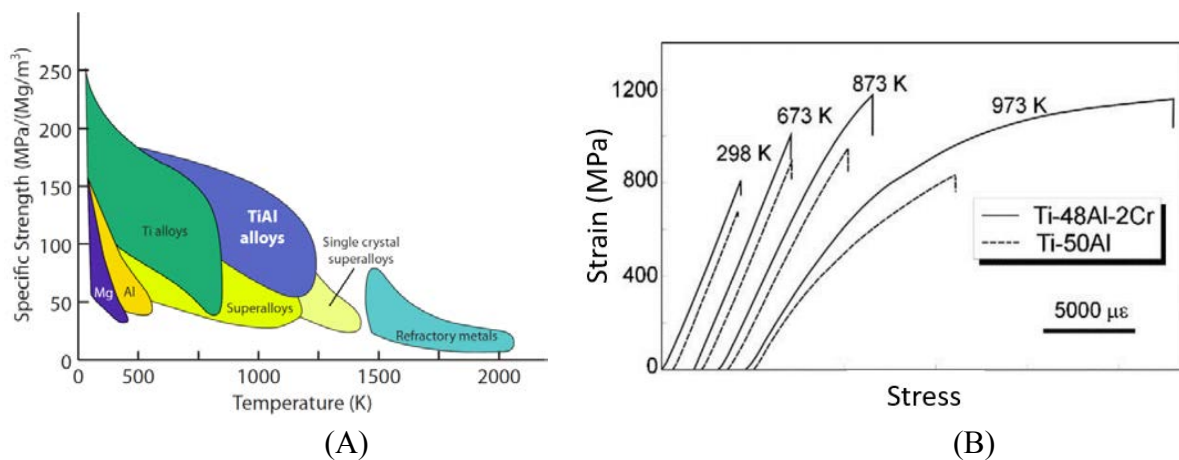 Specific Strength (MPa/(Mg/m³)
250
200
150
100
50
0
0
500
1000
1500
2000
Temperature (K)
Mg
Al
Ti alloys
TiAl
alloys
Superalloys
Single crystal
superalloys
Refractory metals
(A)
Strain (MPa)
1200
800
400
0
298 K
673 K
873 K
973 K
Ti-48Al-2Cr
Ti-50Al
5000 με
Stress
(B)